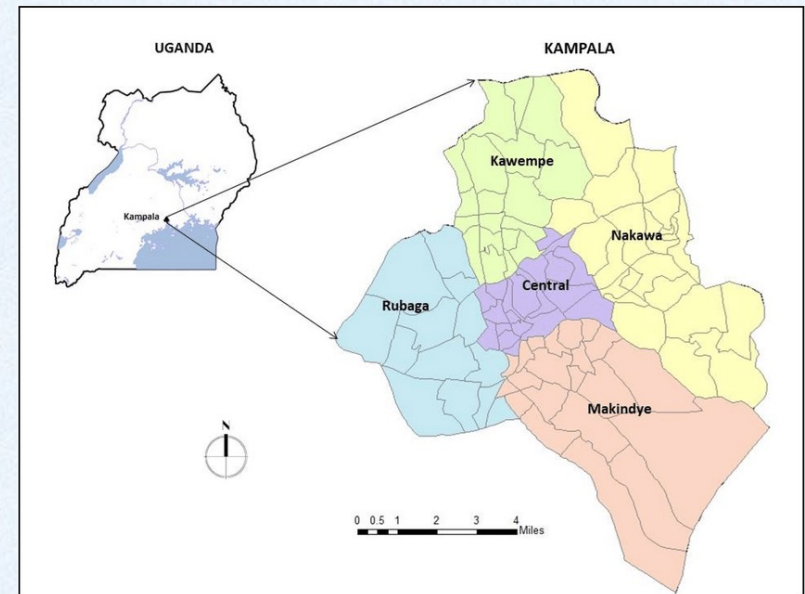 UGANDA
KAMPALA
Kawempe
Kampala
Nakawa
Central
Rubaga
Makindye
N
0 0.5 1 2 3 4
Miles